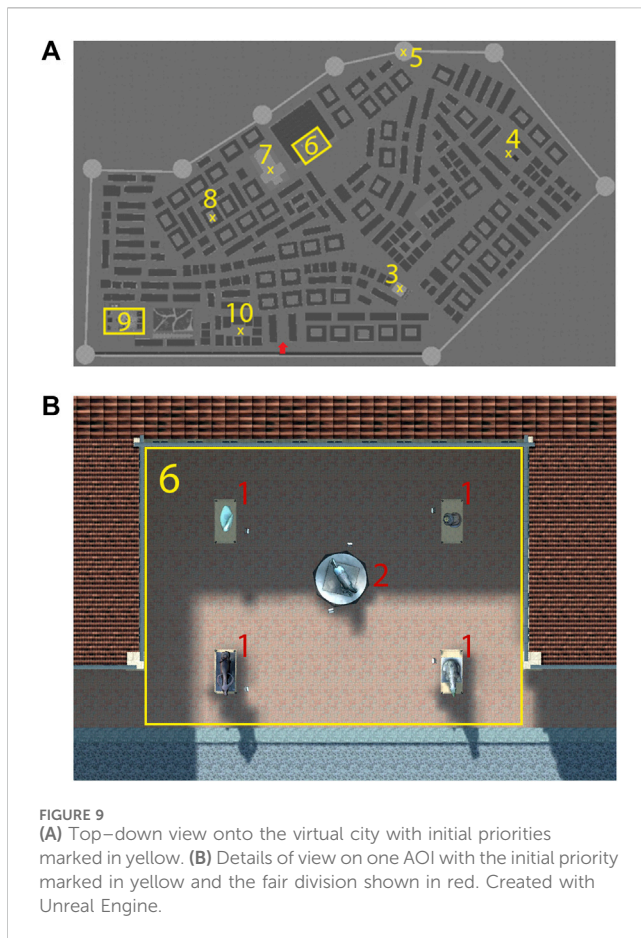 A
5
4
6
7
8
3
9
10
B
6
1
1
2
1
1
FIGURE 9
(A) Top–down view onto the virtual city with initial priorities
marked in yellow. (B) Details of view on one AOI with the initial priority
marked in yellow and the fair division shown in red. Created with
Unreal Engine.